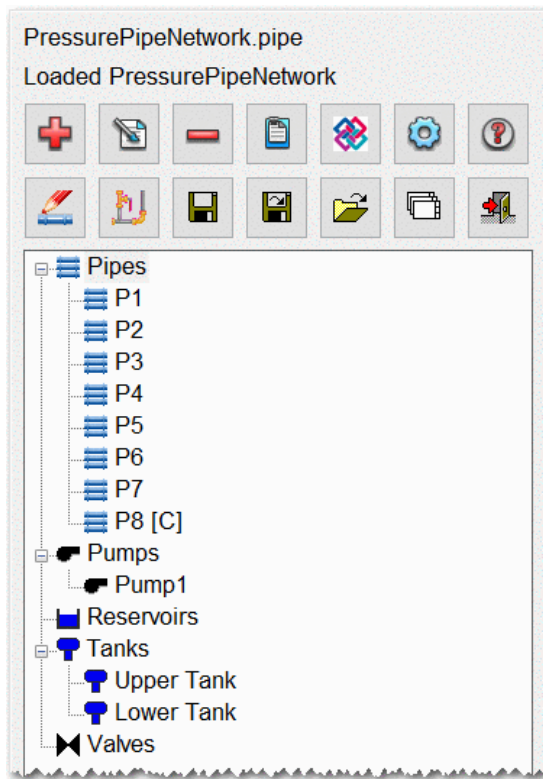 PressurePipeNetwork.pipe
Loaded PressurePipeNetwork
Pipes
P1
P2
P3
P4
P5
P6
P7
P8 [C]
Pumps
Pump1
Reservoirs
Tanks
Upper Tank
Lower Tank
Valves